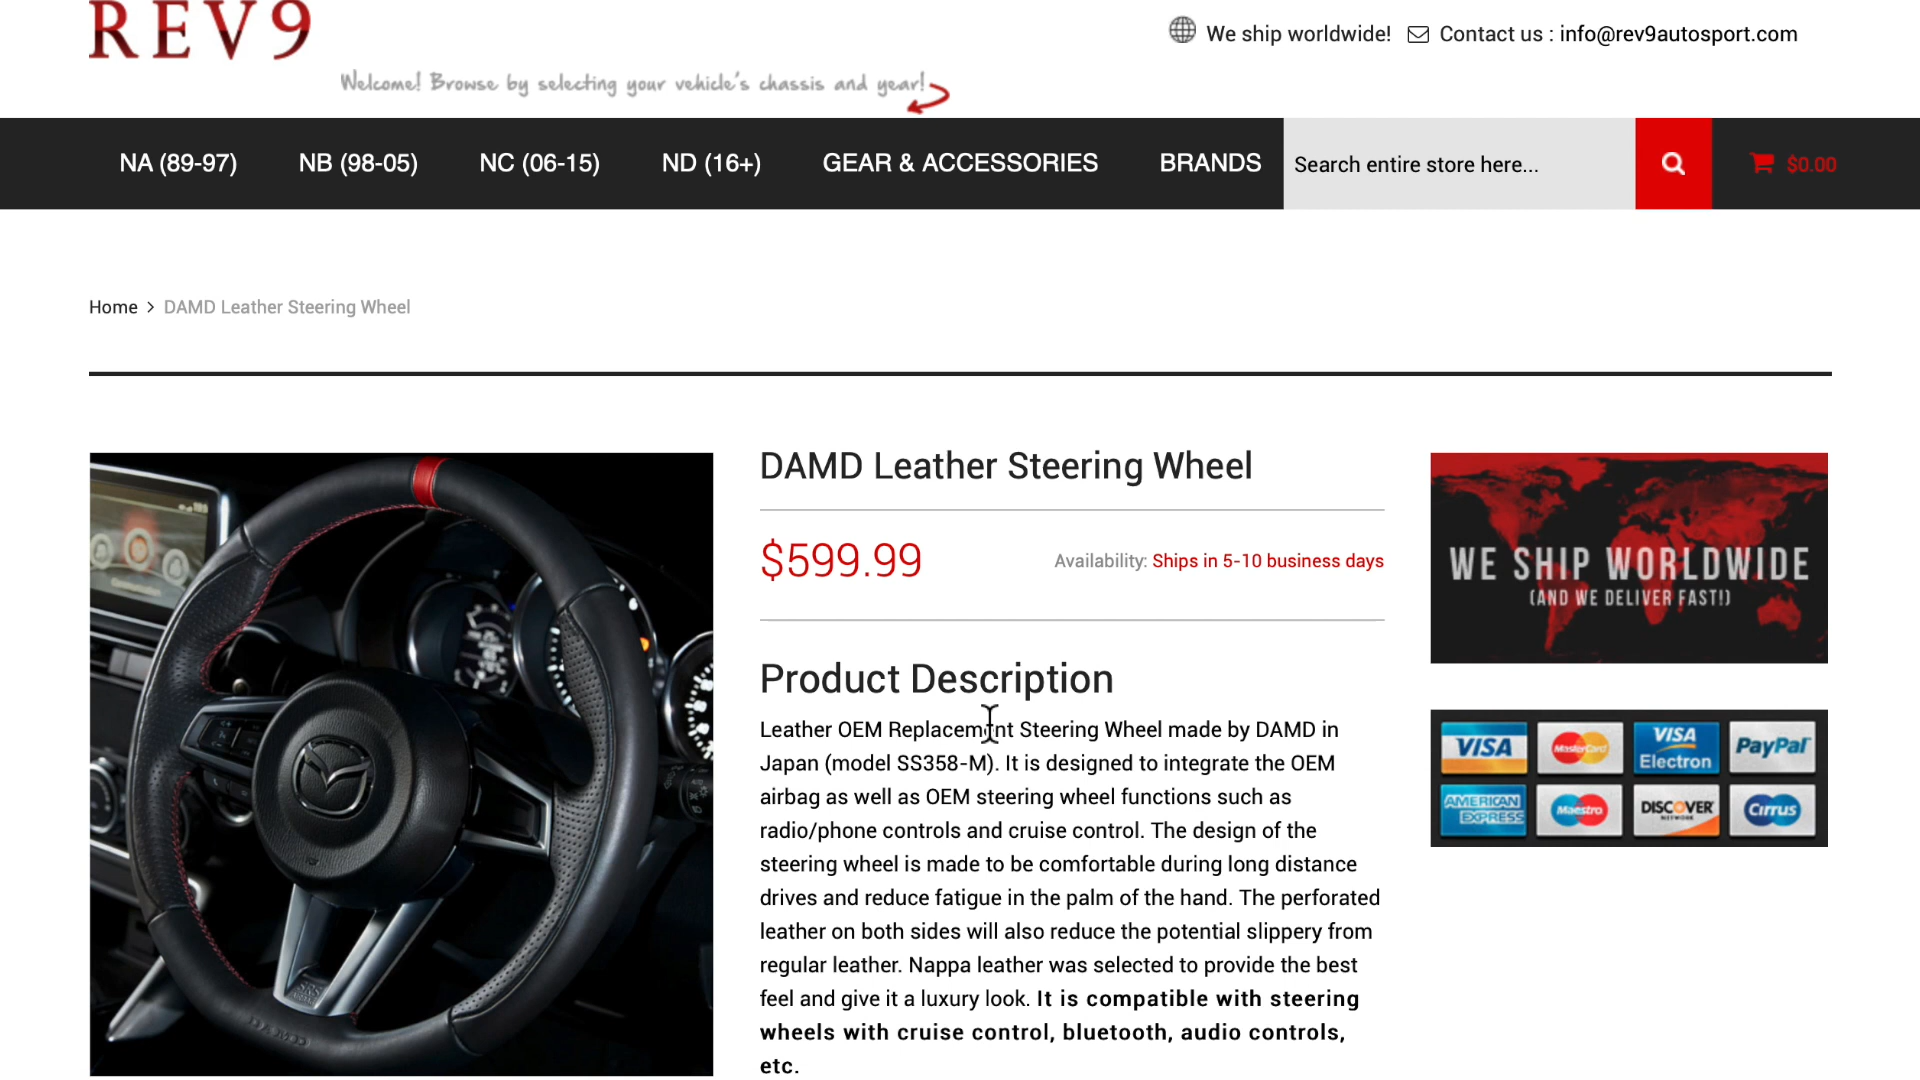 REV9
We ship worldwide! Contact us : info@rev9autosport.com
Welcome! Browse by selecting your vehicle's chassis and year!
NA (89-97) NB (98-05) NC (06-15) ND (16+) GEAR & ACCESSORIES BRANDS Search entire store here... $0.00
Home > DAMD Leather Steering Wheel
DAMD Leather Steering Wheel
$599.99 Availability: Ships in 5-10 business days
Product Description
Leather OEM Replacement Steering Wheel made by DAMD in
Japan (model SS358-M). It is designed to integrate the OEM
airbag as well as OEM steering wheel functions such as
radio/phone controls and cruise control. The design of the
steering wheel is made to be comfortable during long distance
drives and reduce fatigue in the palm of the hand. The perforated
leather on both sides will also reduce the potential slippery from
regular leather. Nappa leather was selected to provide the best
feel and give it a luxury look. It is compatible with steering
wheels with cruise control, bluetooth, audio controls,
etc.
DAMD
WE SHIP WORLDWIDE
(AND WE DELIVER FAST!)
VISA MasterCard VISA Electron PayPal
AMERICAN EXPRESS Maestro DISCOVER NETWORK Cirrus